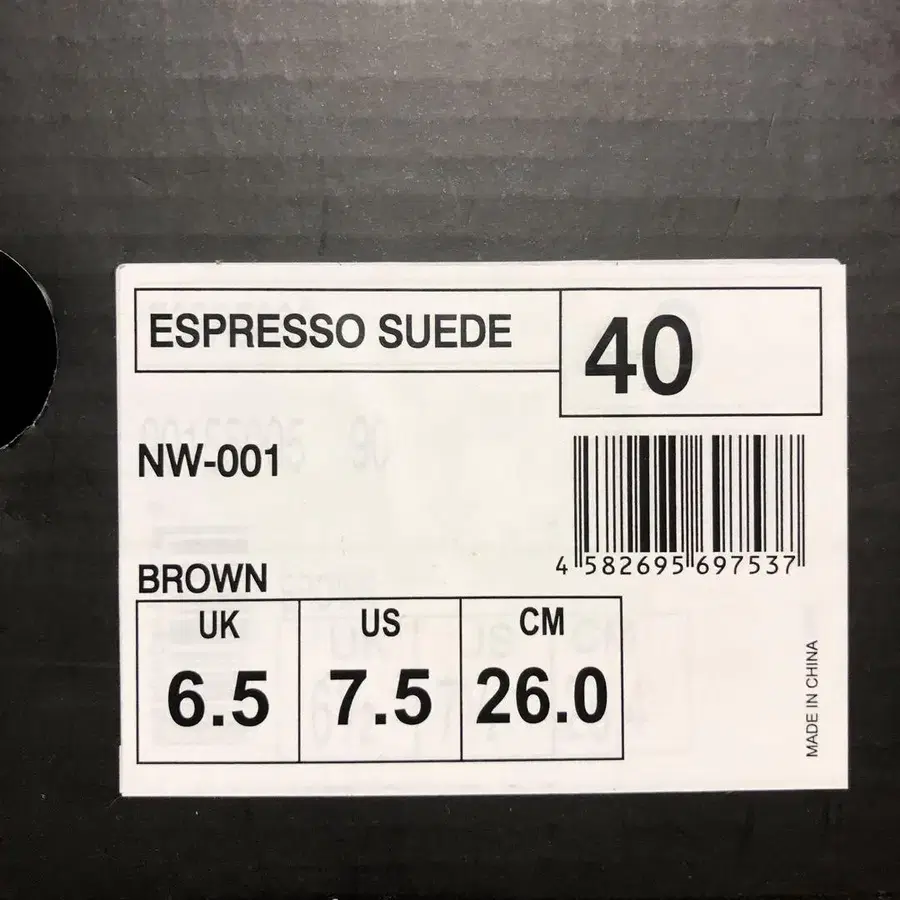 ESPRESSO SUEDE
40
NW-001
4 582695 697537
BROWN
UK US CM
6.5 7.5 26.0
MADE IN CHINA